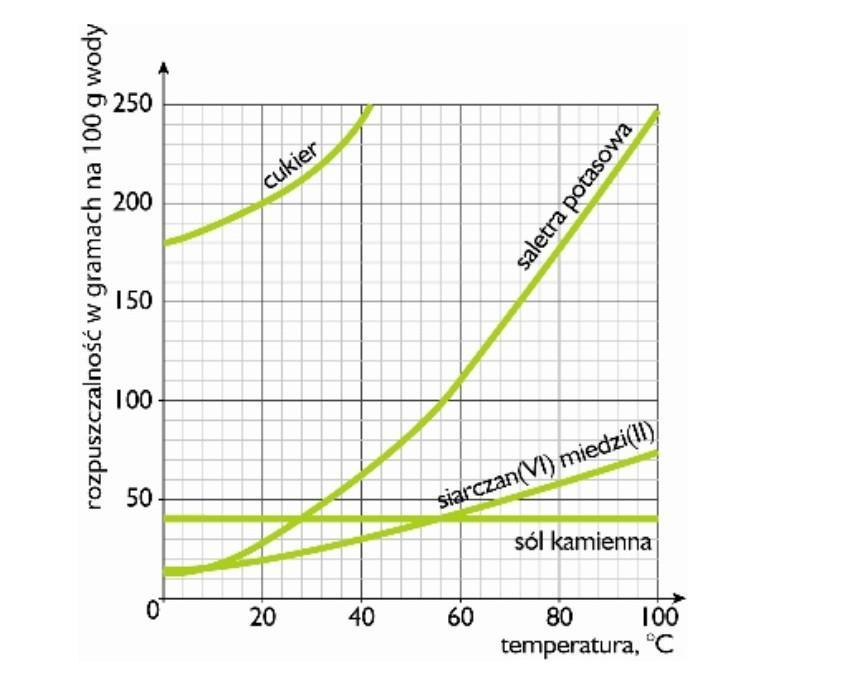 rozpuszczalność w gramach na 100 g wody
250
200
150
100
50
0
20
40
60
80
100
temperatura, °C
cukier
saletra potasowa
siarczan(VI) miedzi(II)
sól kamienna